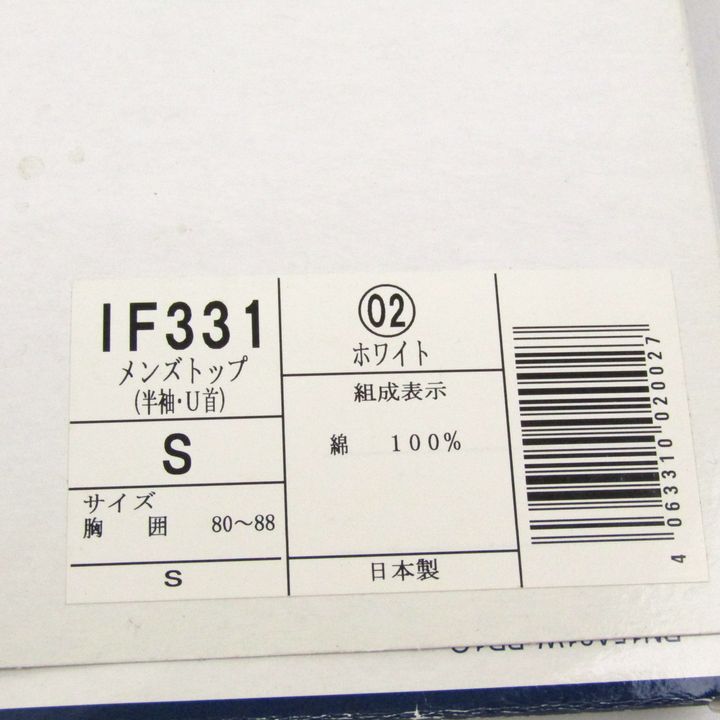 IF331
メンズトップ
(半袖・U首)
S
サイズ
胸囲 80〜88
S
02
ホワイト
組成表示
綿 100%
日本製
4 063310 020027